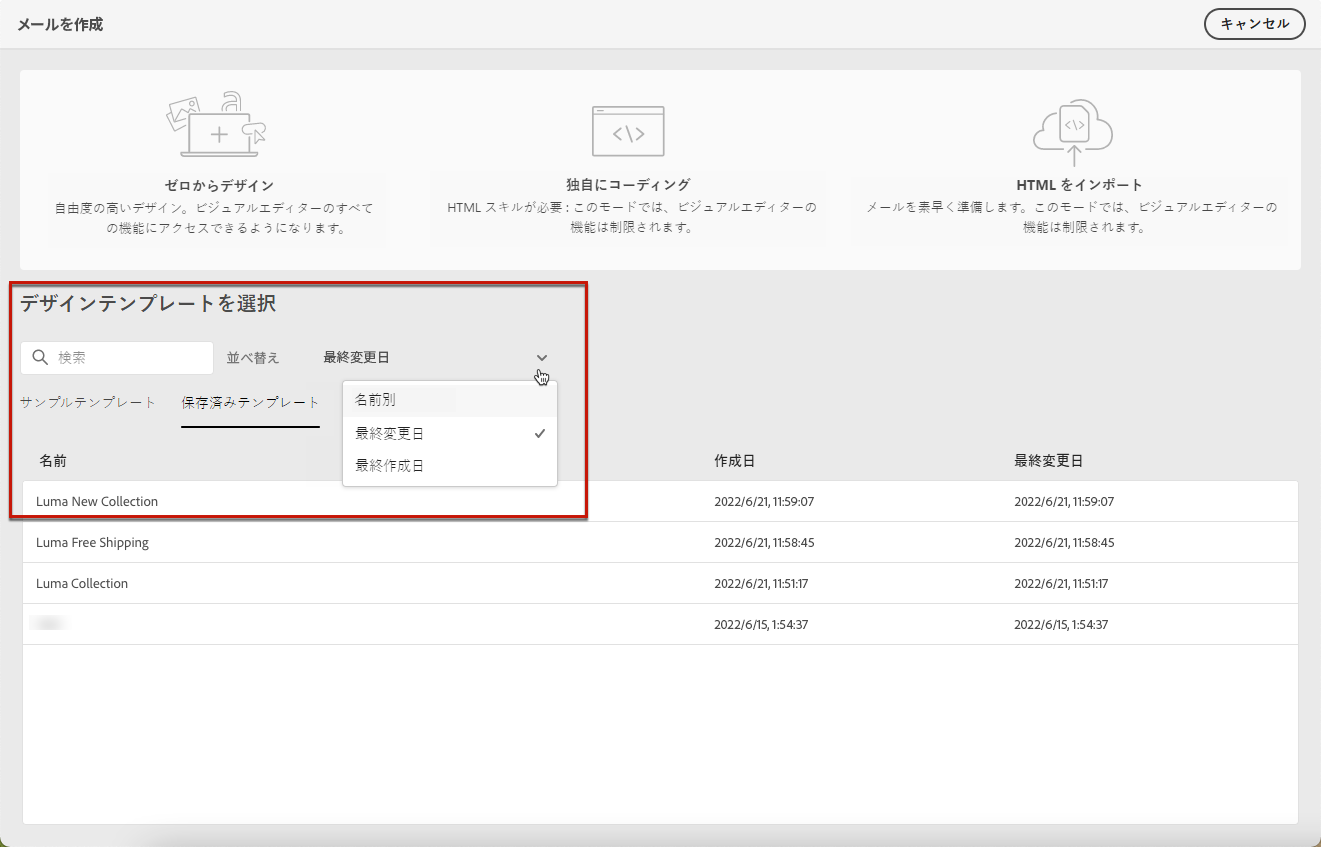 メールを作成
キャンセル
ゼロからデザイン
自由度の高いデザイン。ビジュアルエディターのすべて
の機能にアクセスできるようになります。
独自にコーディング
HTML スキルが必要 : このモードでは、ビジュアルエディターの
機能は制限されます。
HTML をインポート
メールを素早く準備します。このモードでは、ビジュアルエディターの
機能は制限されます。
デザインテンプレートを選択
検索
並べ替え
最終変更日
サンプルテンプレート
保存済みテンプレート
名前別
最終変更日
最終作成日
名前
作成日
最終変更日
Luma New Collection
2022/6/21, 11:59:07
2022/6/21, 11:59:07
Luma Free Shipping
2022/6/21, 11:58:45
2022/6/21, 11:58:45
Luma Collection
2022/6/21, 11:51:17
2022/6/21, 11:51:17
2022/6/15, 1:54:37
2022/6/15, 1:54:37